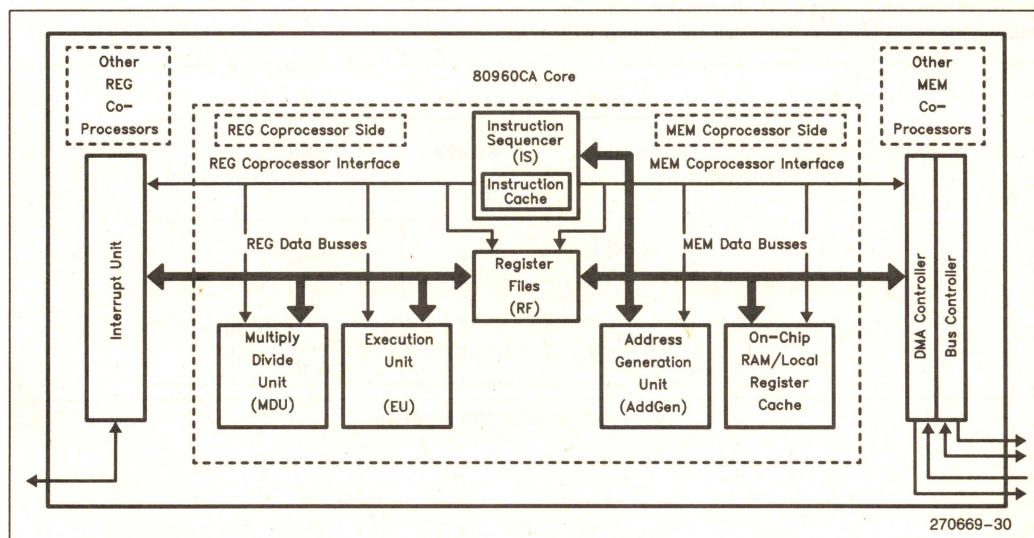 Other
REG
Co-
Processors
80960CA Core
Other
MEM
Co-
Processors
REG Coprocessor Side
Instruction
Sequencer
(IS)
MEM Coprocessor Side
REG Coprocessor Interface
MEM Coprocessor Interface
Instruction
Cache
Interrupt Unit
REG Data Busses
MEM Data Busses
Register
Files
(RF)
DMA Controller
Bus Controller
Multiply
Divide
Unit
(MDU)
Execution
Unit
(EU)
Address
Generation
Unit
(AddGen)
On-Chip
RAM/Local
Register
Cache
270669-30